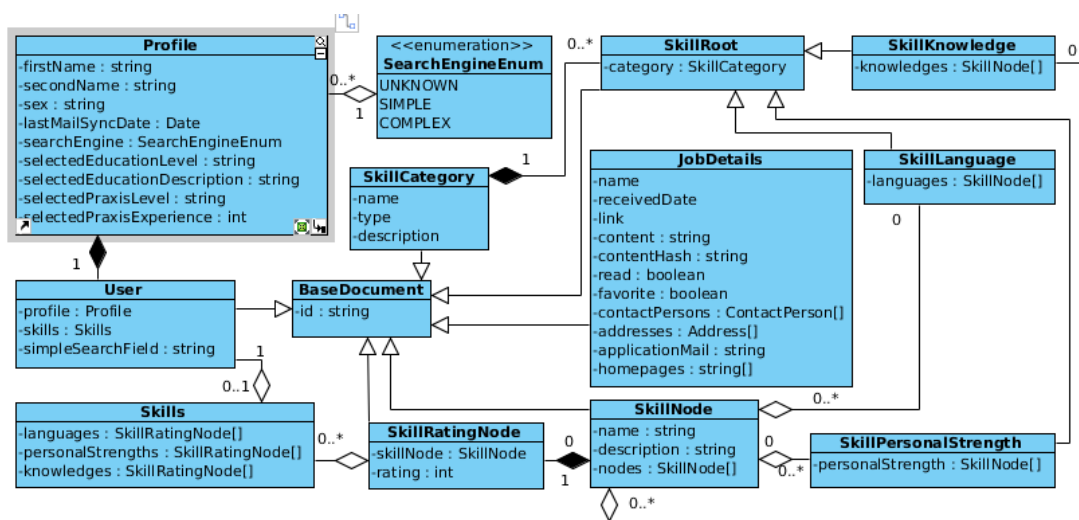 Profile
-firstName : string
-secondName : string
-sex : string
-lastMailSyncDate : Date
-searchEngine : SearchEngineEnum
-selectedEducationLevel : string
-selectedEducationDescription : string
-selectedPraxisLevel : string
-selectedPraxisExperience : int
0..*
1
<<enumeration>>
SearchEngineEnum
UNKNOWN
SIMPLE
COMPLEX
0..*
SkillRoot
-category : SkillCategory
SkillKnowledge
-knowledges : SkillNode[]
0
1
SkillCategory
-name
-type
-description
JobDetails
-name
-receivedDate
-link
-content : string
-contentHash : string
-read : boolean
-favorite : boolean
-contactPersons : ContactPerson[]
-addresses : Address[]
-applicationMail : string
-homepages : string[]
SkillLanguage
-languages : SkillNode[]
0
1
User
-profile : Profile
-skills : Skills
-simpleSearchField : string
BaseDocument
-id : string
1
0..1
Skills
-languages : SkillRatingNode[]
-personalStrengths : SkillRatingNode[]
-knowledges : SkillRatingNode[]
0..*
SkillRatingNode
-skillNode : SkillNode
-rating : int
0
1
SkillNode
-name : string
-description : string
-nodes : SkillNode[]
0..*
0
0..*
SkillPersonalStrength
-personalStrength : SkillNode[]
0..*